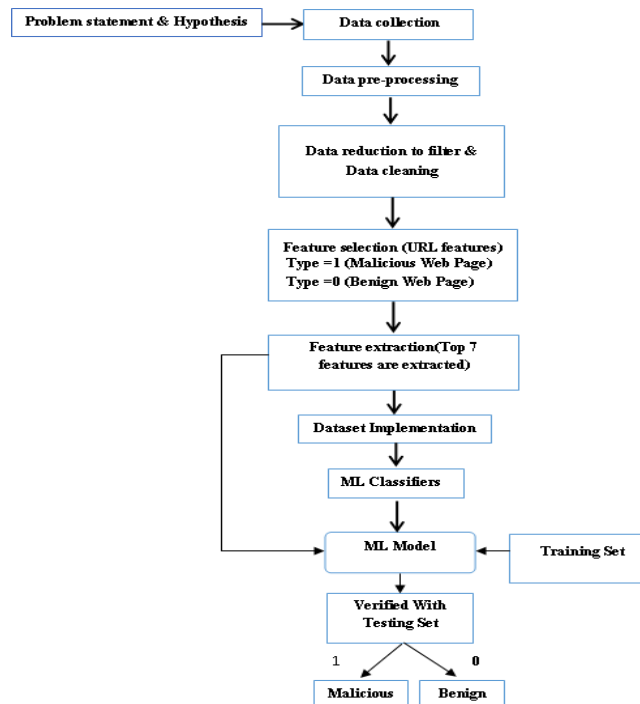 Problem statement & Hypothesis
Data collection
Data pre-processing
Data reduction to filter &
Data cleaning
Feature selection (URL features)
Type =1 (Malicious Web Page)
Type =0 (Benign Web Page)
Feature extraction(Top 7
features are extracted)
Dataset Implementation
ML Classifiers
ML Model
Training Set
Verified With
Testing Set
1
0
Malicious
Benign